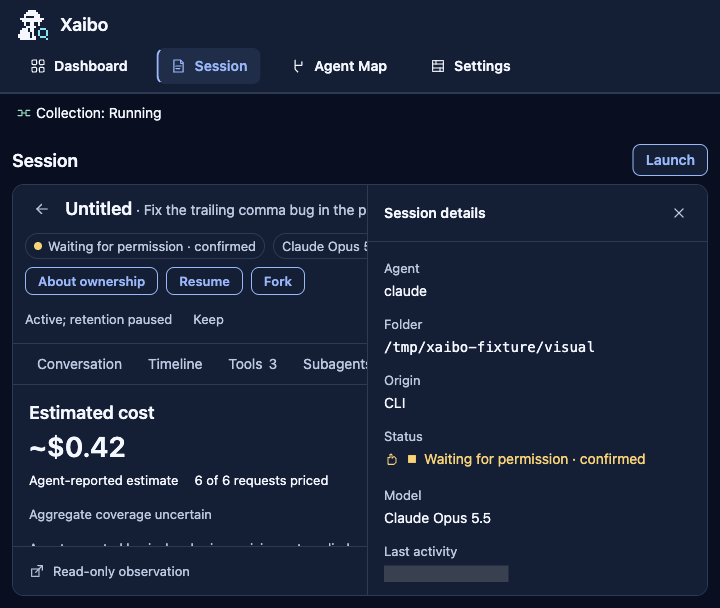 Xaibo
Dashboard Session Agent Map Settings
Collection: Running
Session
Launch
Untitled · Fix the trailing comma bug in the p
Waiting for permission · confirmed Claude Opus 5
About ownership Resume Fork
Active; retention paused Keep
Conversation Timeline Tools 3 Subagents
Estimated cost
~$0.42
Agent-reported estimate 6 of 6 requests priced
Aggregate coverage uncertain
Read-only observation
Session details
Agent
claude
Folder
/tmp/xaibo-fixture/visual
Origin
CLI
Status
Waiting for permission · confirmed
Model
Claude Opus 5.5
Last activity